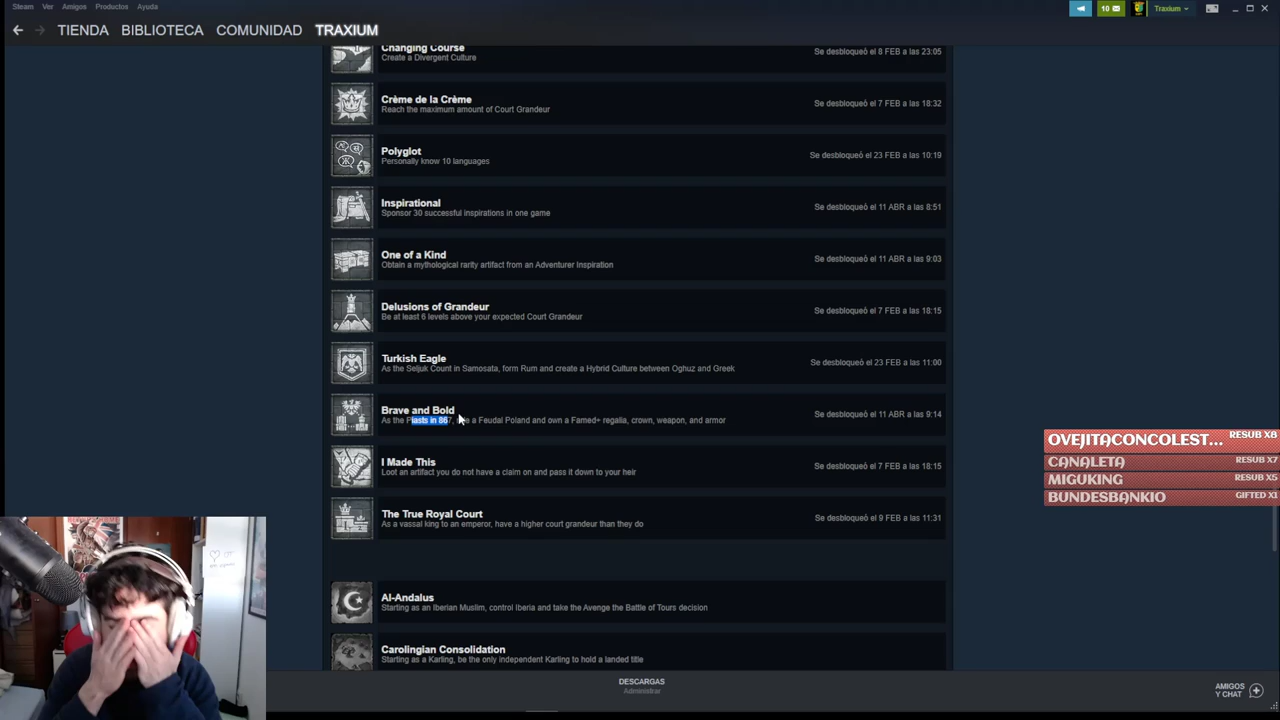 Steam Ver Amigos Productos Ayuda
10 Traxium
TIENDA BIBLIOTECA COMUNIDAD TRAXIUM
Changing Course
Create a Divergent Culture
Se desbloqueó el 8 FEB a las 23:05
Crème de la Crème
Reach the maximum amount of Court Grandeur
Se desbloqueó el 7 FEB a las 18:32
Polyglot
Personally know 10 languages
Se desbloqueó el 23 FEB a las 10:19
Inspirational
Sponsor 30 successful inspirations in one game
Se desbloqueó el 11 ABR a las 8:51
One of a Kind
Obtain a mythological rarity artifact from an Adventurer Inspiration
Se desbloqueó el 11 ABR a las 9:03
Delusions of Grandeur
Be at least 6 levels above your expected Court Grandeur
Se desbloqueó el 7 FEB a las 18:15
Turkish Eagle
As the Seljuk Count in Samosata, form Rum and create a Hybrid Culture between Oghuz and Greek
Se desbloqueó el 23 FEB a las 11:00
Brave and Bold
As the Piasts in 867, a Feudal Poland and own a Famed+ regalia, crown, weapon, and armor
Se desbloqueó el 11 ABR a las 9:14
I Made This
Loot an artifact you do not have a claim on and pass it down to your heir
Se desbloqueó el 7 FEB a las 18:15
The True Royal Court
As a vassal king to an emperor, have a higher court grandeur than they do
Se desbloqueó el 9 FEB a las 11:31
Al-Andalus
Starting as an Iberian Muslim, control Iberia and take the Avenge the Battle of Tours decision
Carolingian Consolidation
Starting as a Karling, be the only independent Karling to hold a landed title
OVEJITACONCOLEST... RESUB X8
CANALETA RESUB X7
MIGUKING RESUB X5
BUNDESBANKIO GIFTED X1
DESCARGAS
Administrar
AMIGOS
Y CHAT